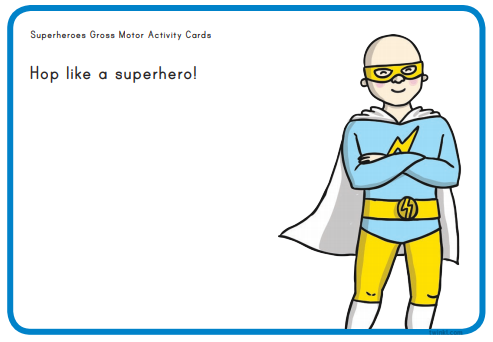 Superheroes Gross Motor Activity Cards
Hop like a superhero!